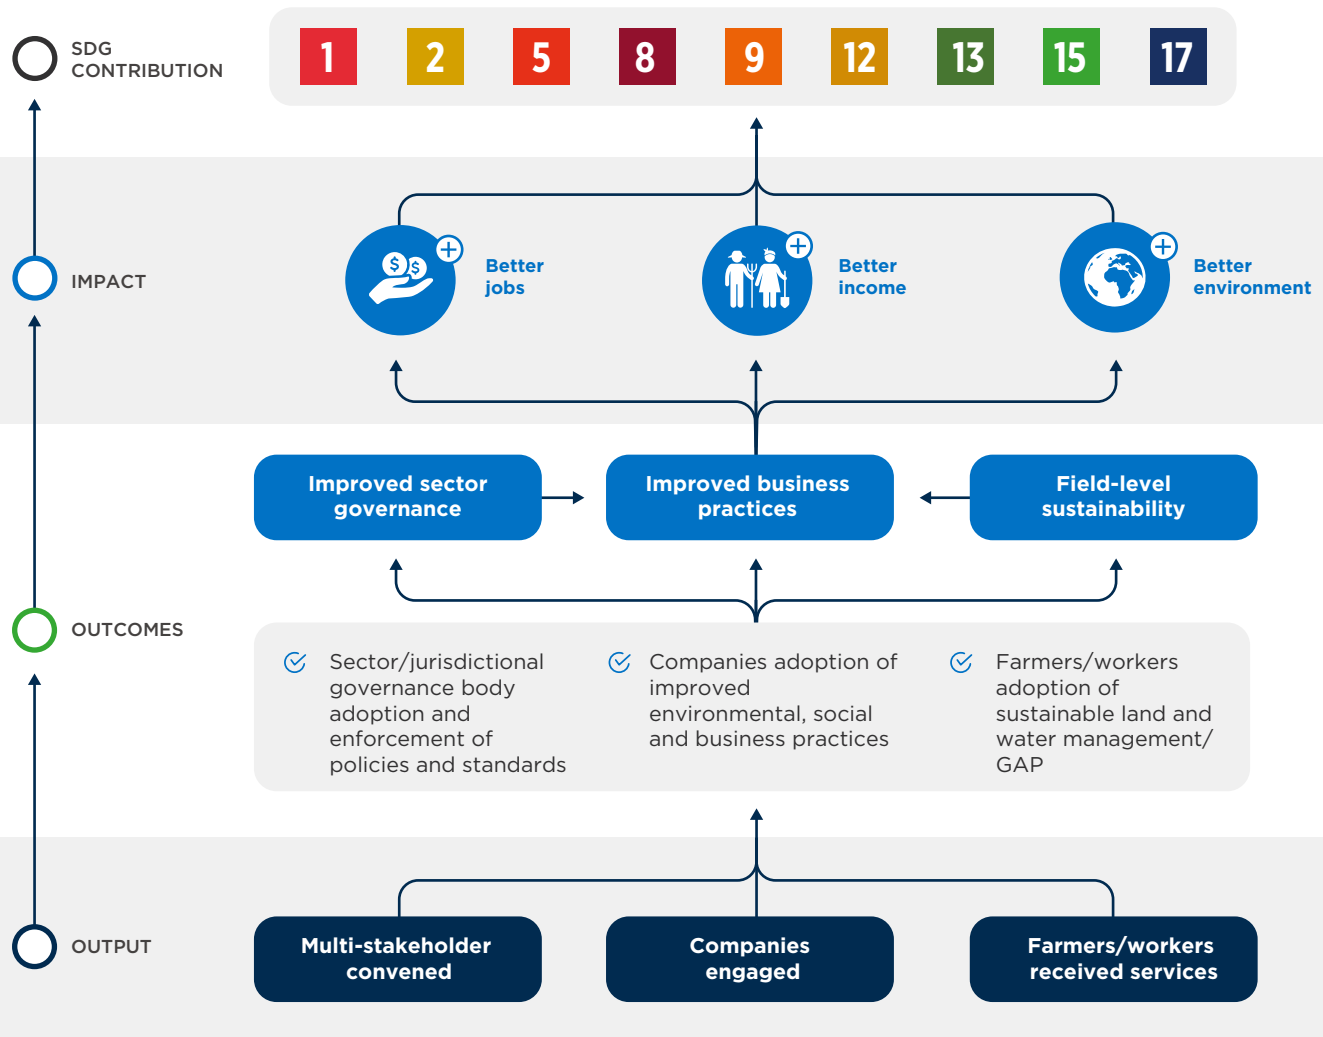 SDG
CONTRIBUTION
1 2 5 8 9 12 13 15 17
IMPACT
$ $
Better
jobs
Better
income
Better
environment
Improved sector
governance
Improved business
practices
Field-level
sustainability
OUTCOMES
Sector/jurisdictional
governance body
adoption and
enforcement of
policies and standards
Companies adoption of
improved
environmental, social
and business practices
Farmers/workers
adoption of
sustainable land and
water management/
GAP
OUTPUT
Multi-stakeholder
convened
Companies
engaged
Farmers/workers
received services